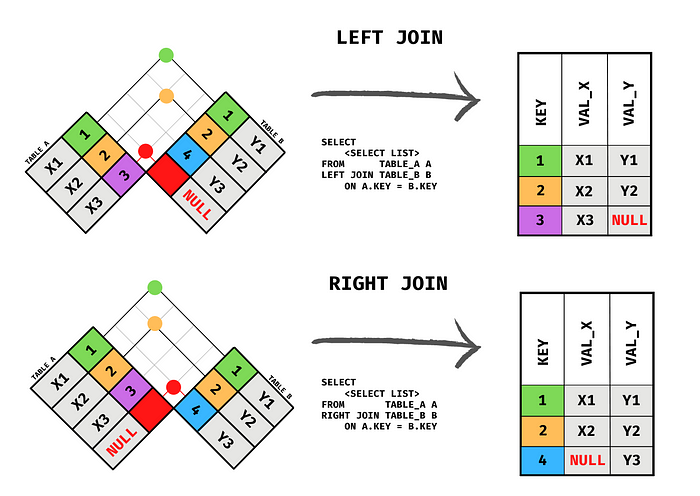 LEFT JOIN
TABLE A
1
2
3
X1
X2
X3
TABLE B
1
2
4
Y1
Y2
Y3
NULL
SELECT
<SELECT LIST>
FROM TABLE_A A
LEFT JOIN TABLE_B B
ON A.KEY = B.KEY
KEY VAL_X VAL_Y
1 X1 Y1
2 X2 Y2
3 X3 NULL
RIGHT JOIN
TABLE A
1
2
3
X1
X2
X3
NULL
TABLE B
1
2
4
Y1
Y2
Y3
SELECT
<SELECT LIST>
FROM TABLE_A A
RIGHT JOIN TABLE_B B
ON A.KEY = B.KEY
KEY VAL_X VAL_Y
1 X1 Y1
2 X2 Y2
4 NULL Y3